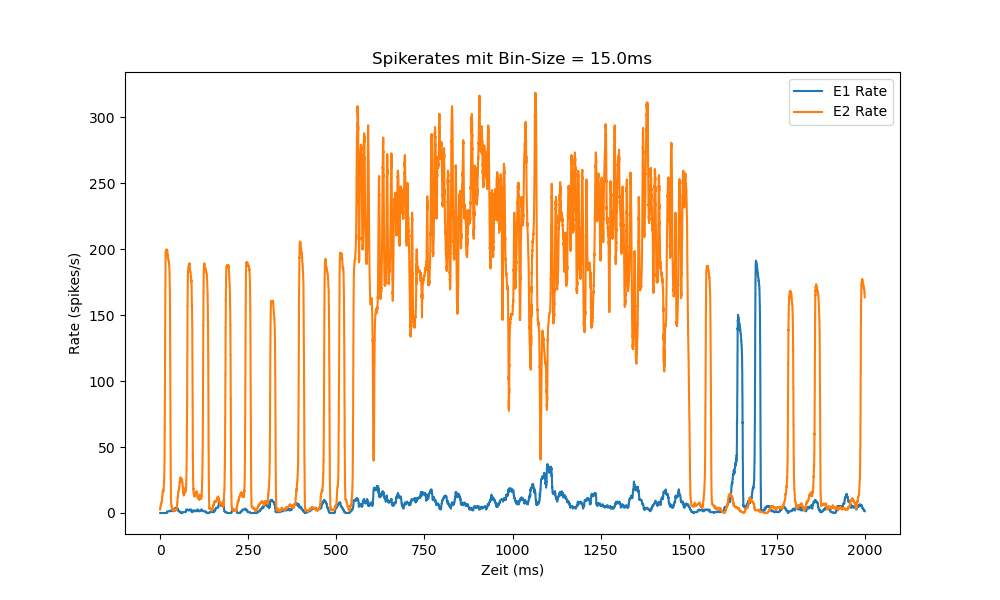 Spikerates mit Bin-Size = 15.0ms
E1 Rate
E2 Rate
300
250
200
150
100
50
0
Rate (spikes/s)
0 250 500 750 1000 1250 1500 1750 2000
Zeit (ms)